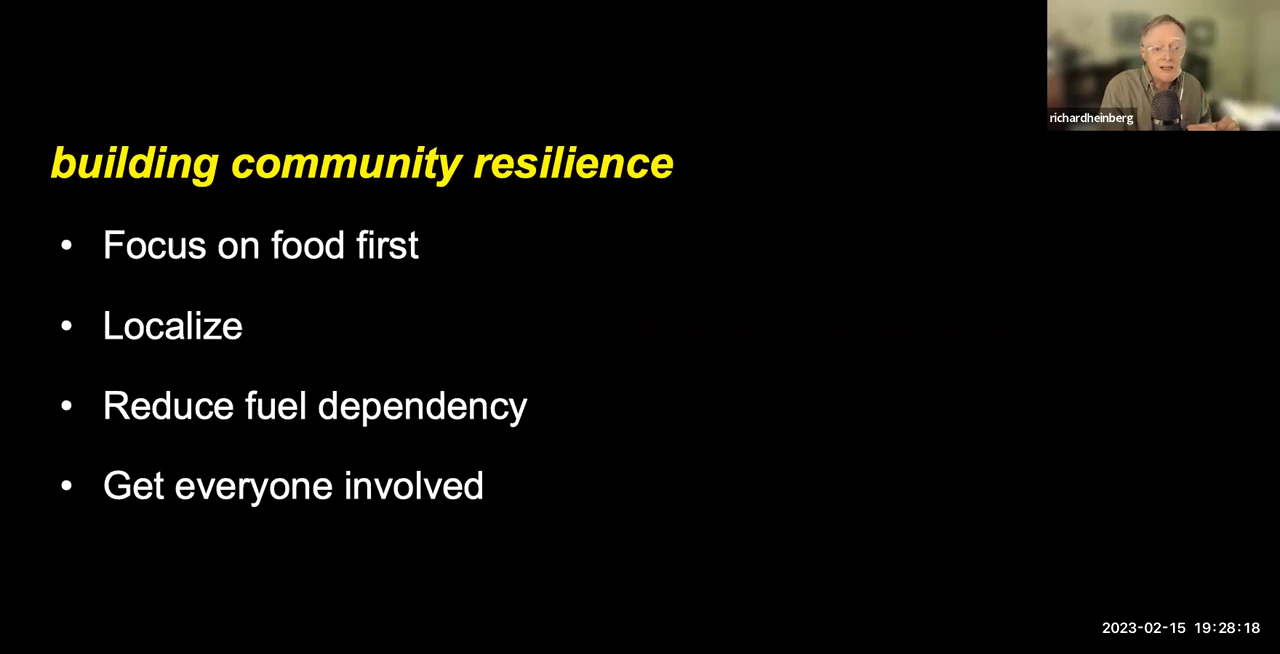 richardheinberg
building community resilience
• Focus on food first
• Localize
• Reduce fuel dependency
• Get everyone involved
2023-02-15 19:28:18